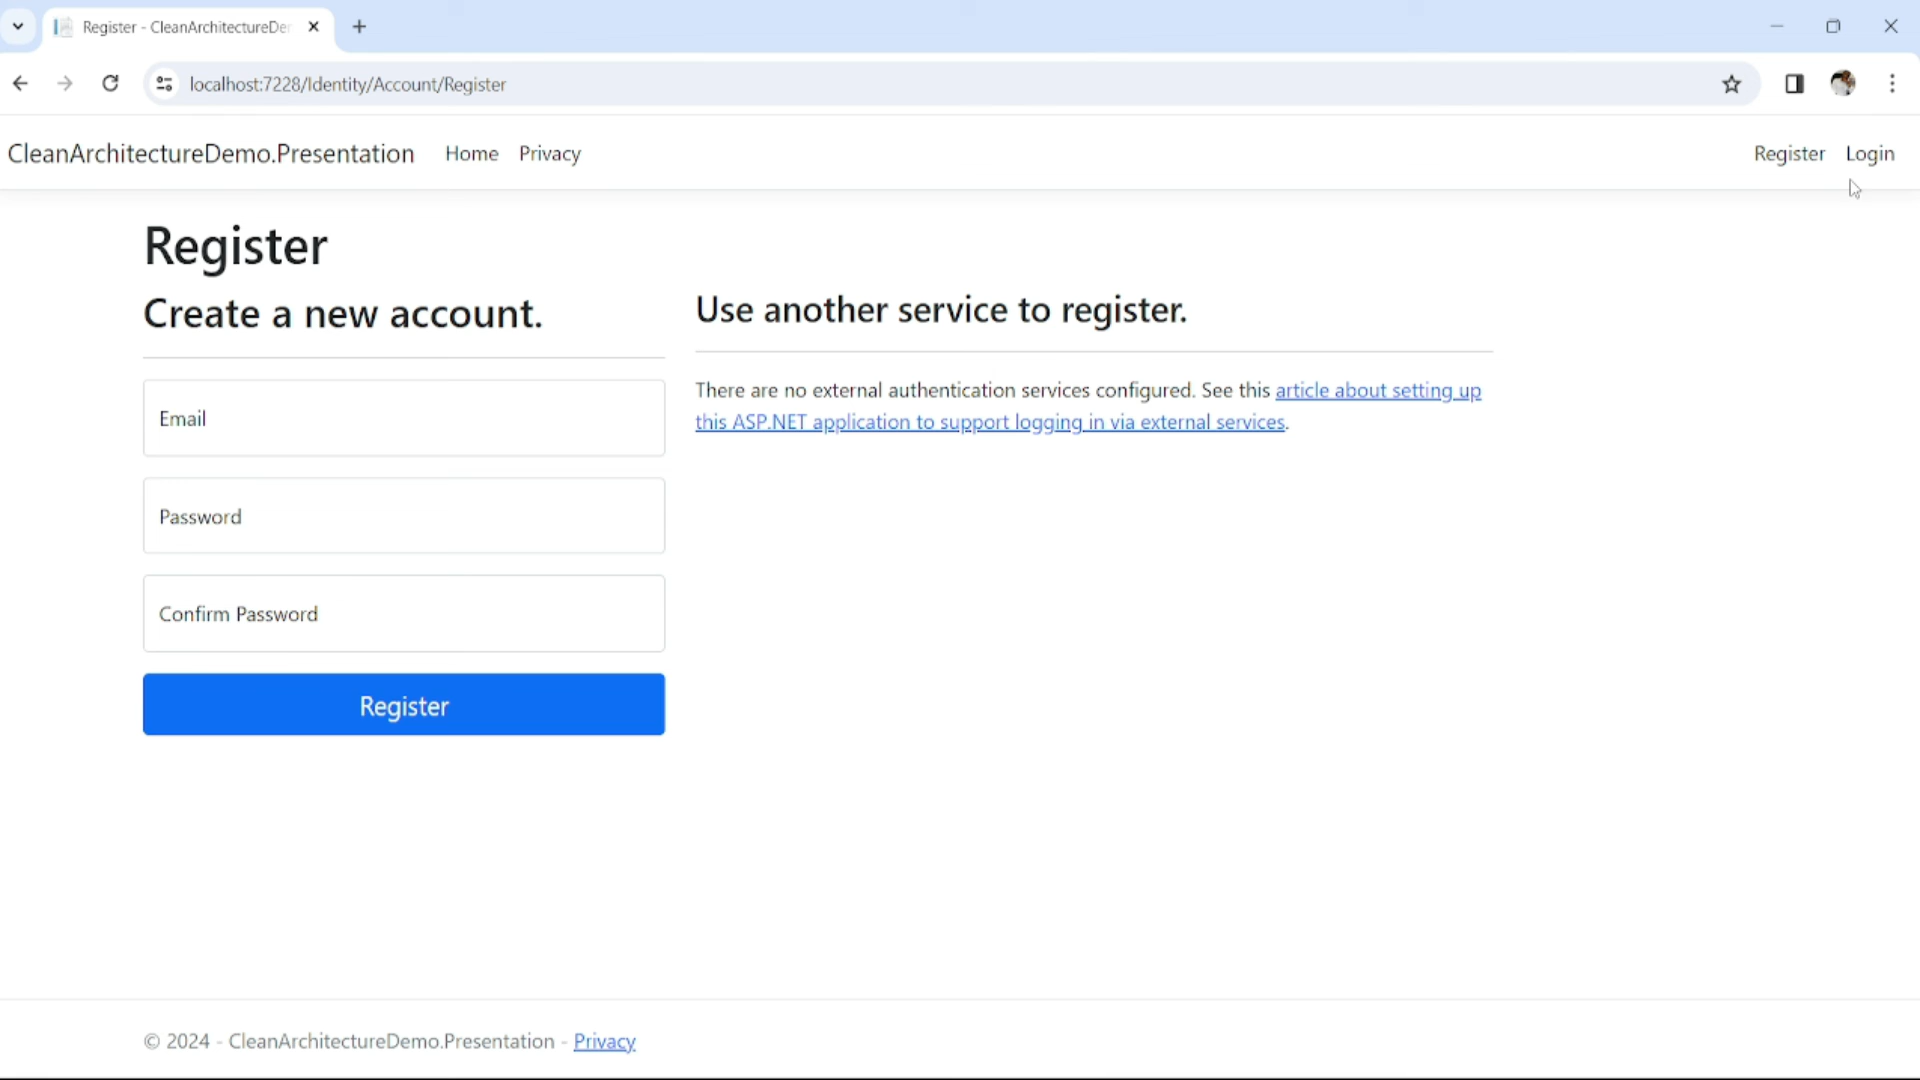 Register - CleanArchitectureDe
localhost:7228/Identity/Account/Register
CleanArchitectureDemo.Presentation Home Privacy Register Login
Register
Create a new account.
Email
Password
Confirm Password
Register
Use another service to register.
There are no external authentication services configured. See this article about setting up
this ASP.NET application to support logging in via external services.
© 2024 - CleanArchitectureDemo.Presentation - Privacy